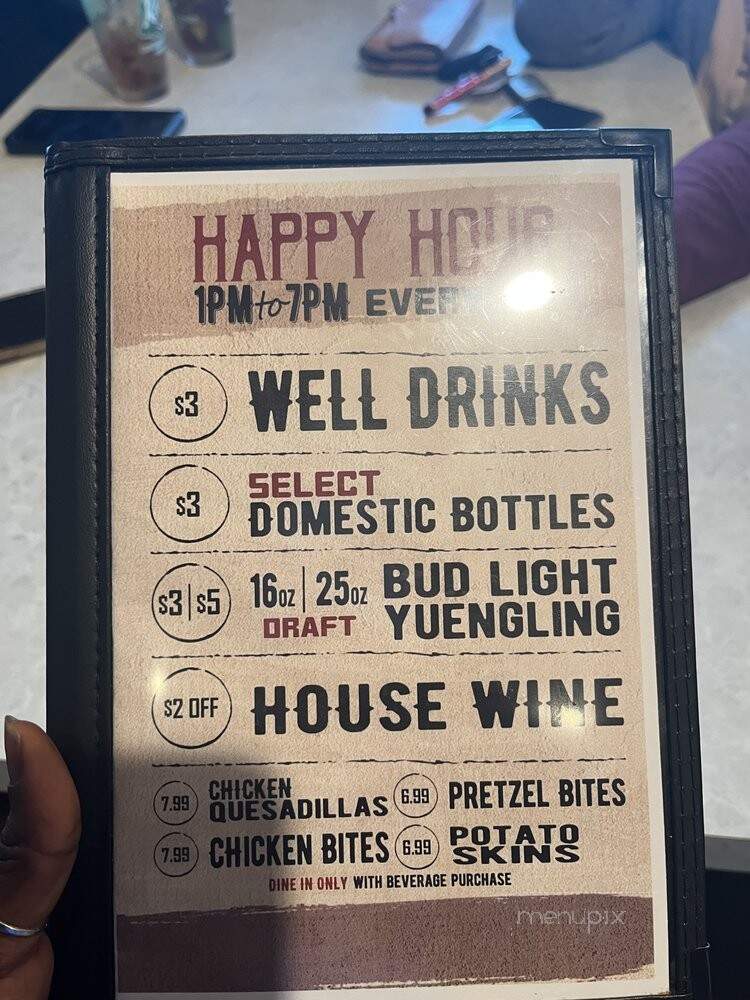 HAPPY HOUR
1PM to 7PM EVERY
$3 WELL DRINKS
$3 SELECT
DOMESTIC BOTTLES
$3 | $5 16oz | 25oz DRAFT
BUD LIGHT
YUENGLING
$2 OFF HOUSE WINE
7.99 CHICKEN
QUESADILLAS
6.99 PRETZEL BITES
7.99 CHICKEN BITES
6.99 POTATO
SKINS
DINE IN ONLY WITH BEVERAGE PURCHASE
menupix